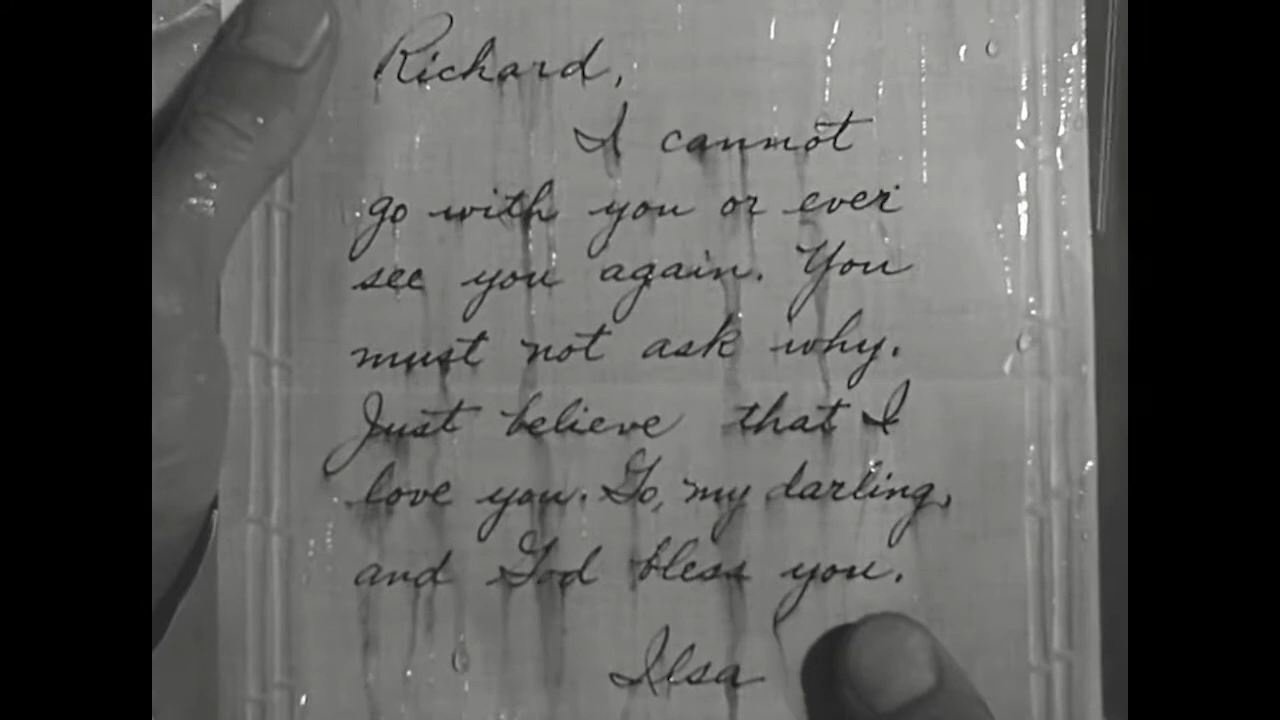 Richard,
I cannot
go with you or ever
see you again. You
must not ask why.
Just believe that I
love you. Go, my darling,
and God bless you.
Ilsa